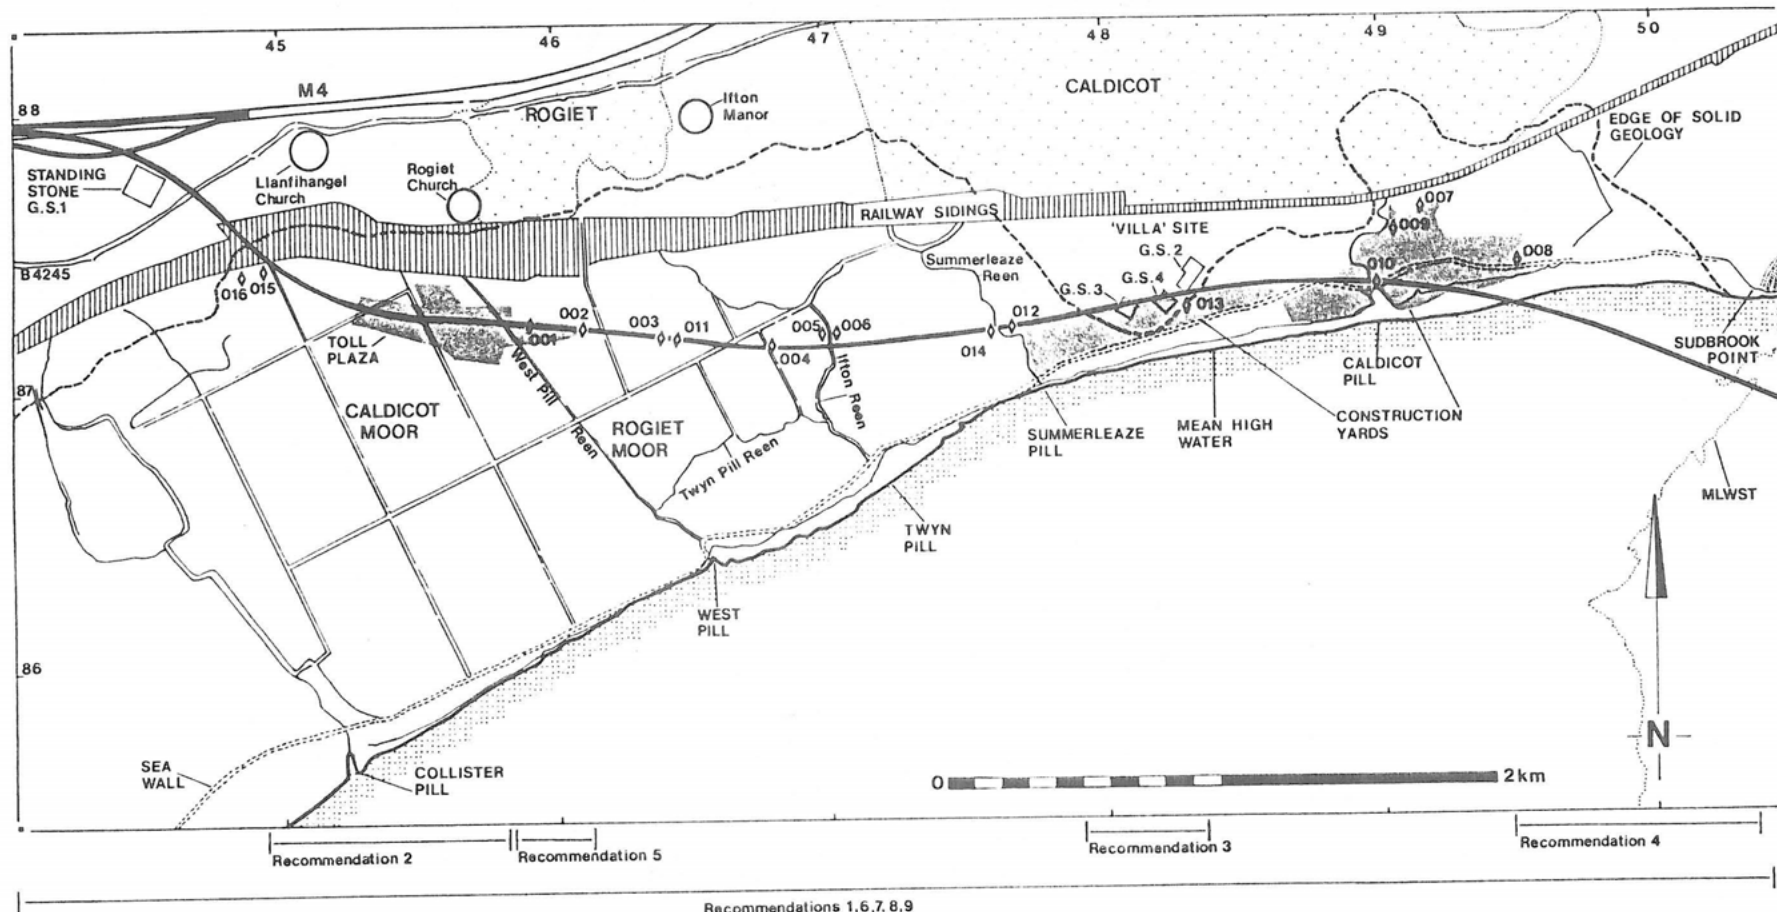 45
46
47
48
49
50
M4
88
ROGIET
Ifton
Manor
CALDICOT
EDGE OF SOLID
GEOLOGY
STANDING
STONE
G.S.1
Llanfihangel
Church
Rogiet
Church
RAILWAY SIDINGS
'VILLA' SITE
G.S.2
007
009
008
B4245
016
015
Summerleaze
Reen
G.S.3
G.S.4
010
013
TOLL
PLAZA
001
002
003
011
004
005
006
014
012
SUDBROOK
POINT
87
CALDICOT
MOOR
West Pill
Reen
ROGIET
MOOR
Ifton Reen
Twyn Pill Reen
SUMMERLEAZE
PILL
MEAN HIGH
WATER
CALDICOT
PILL
CONSTRUCTION
YARDS
MLWST
TWYN
PILL
WEST
PILL
86
SEA
WALL
COLLISTER
PILL
0
2km
N
Recommendation 2
Recommendation 5
Recommendation 3
Recommendation 4
Recommendations 1,6,7,8,9